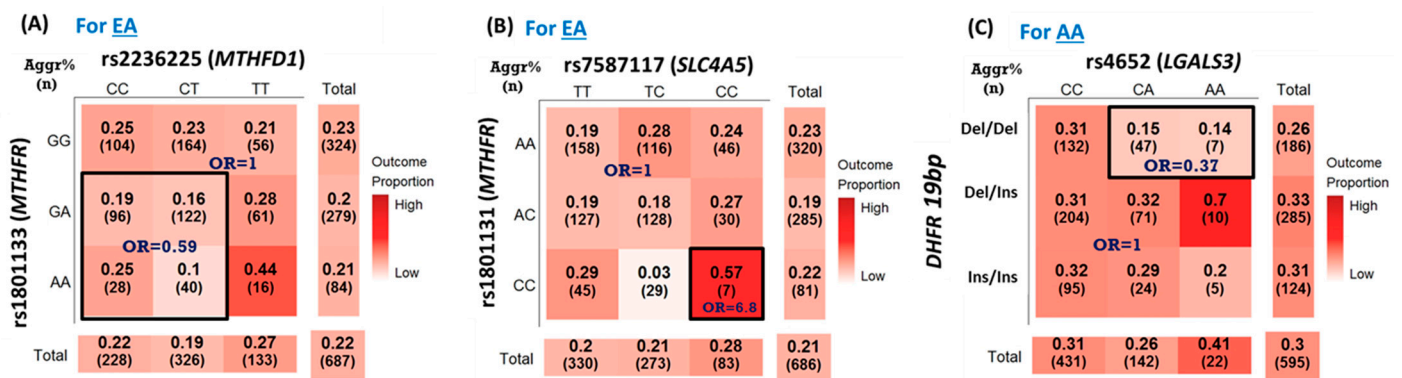 (A) For EA
rs2236225 (MTHFD1)
Aggr%
(n)
CC CT TT Total
rs1801133 (MTHFR)
GG 0.25 0.23 0.21 0.23
(104) (164) (56) (324)
OR=1
GA 0.19 0.16 0.28 0.2
(96) (122) (61) (279)
OR=0.59
AA 0.25 0.1 0.44 0.21
(28) (40) (16) (84)
Total 0.22 0.19 0.27 0.22
(228) (326) (133) (687)
Outcome
Proportion
High
Low
(B) For EA
rs7587117 (SLC4A5)
Aggr%
(n)
TT TC CC Total
rs1801131 (MTHFR)
AA 0.19 0.28 0.24 0.23
(158) (116) (46) (320)
OR=1
AC 0.19 0.18 0.27 0.19
(127) (128) (30) (285)
CC 0.29 0.03 0.57 0.22
(45) (29) (7) (81)
OR=6.8
Total 0.2 0.21 0.28 0.21
(330) (273) (83) (686)
Outcome
Proportion
High
Low
(C) For AA
rs4652 (LGALS3)
Aggr%
(n)
CC CA AA Total
DHFR 19bp
Del/Del 0.31 0.15 0.14 0.26
(132) (47) (7) (186)
OR=0.37
Del/Ins 0.31 0.32 0.7 0.33
(204) (71) (10) (285)
OR=1
Ins/Ins 0.32 0.29 0.2 0.31
(95) (24) (5) (124)
Total 0.31 0.26 0.41 0.3
(431) (142) (22) (595)
Outcome
Proportion
High
Low